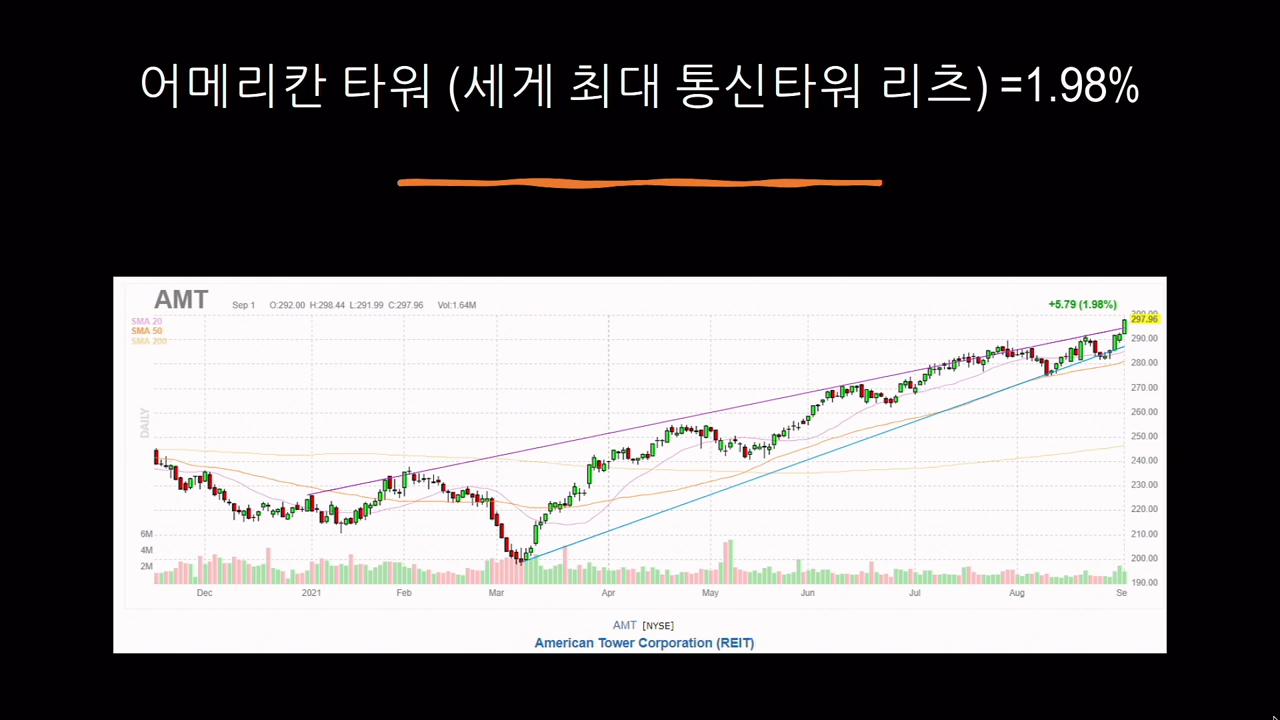 어메리칸 타워 (세게 최대 통신타워 리츠) =1.98%
AMT Sep 1 O:292.00 H:298.44 L:291.99 C:297.96 Vol:1.64M +5.79 (1.98%)
SMA 20
SMA 50
SMA 200
300.00
297.96
290.00
280.00
270.00
260.00
250.00
240.00
230.00
220.00
210.00
200.00
190.00
DAILY
6M
4M
2M
Dec 2021 Feb Mar Apr May Jun Jul Aug Se
AMT [NYSE]
American Tower Corporation (REIT)